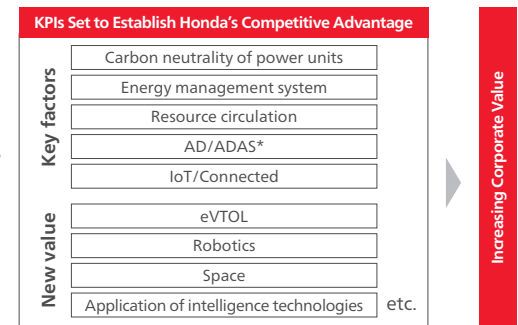 KPIs Set to Establish Honda's Competitive Advantage
Key factors
Carbon neutrality of power units
Energy management system
Resource circulation
AD/ADAS*
IoT/Connected
New value
eVTOL
Robotics
Space
Application of intelligence technologies etc.
Increasing Corporate Value